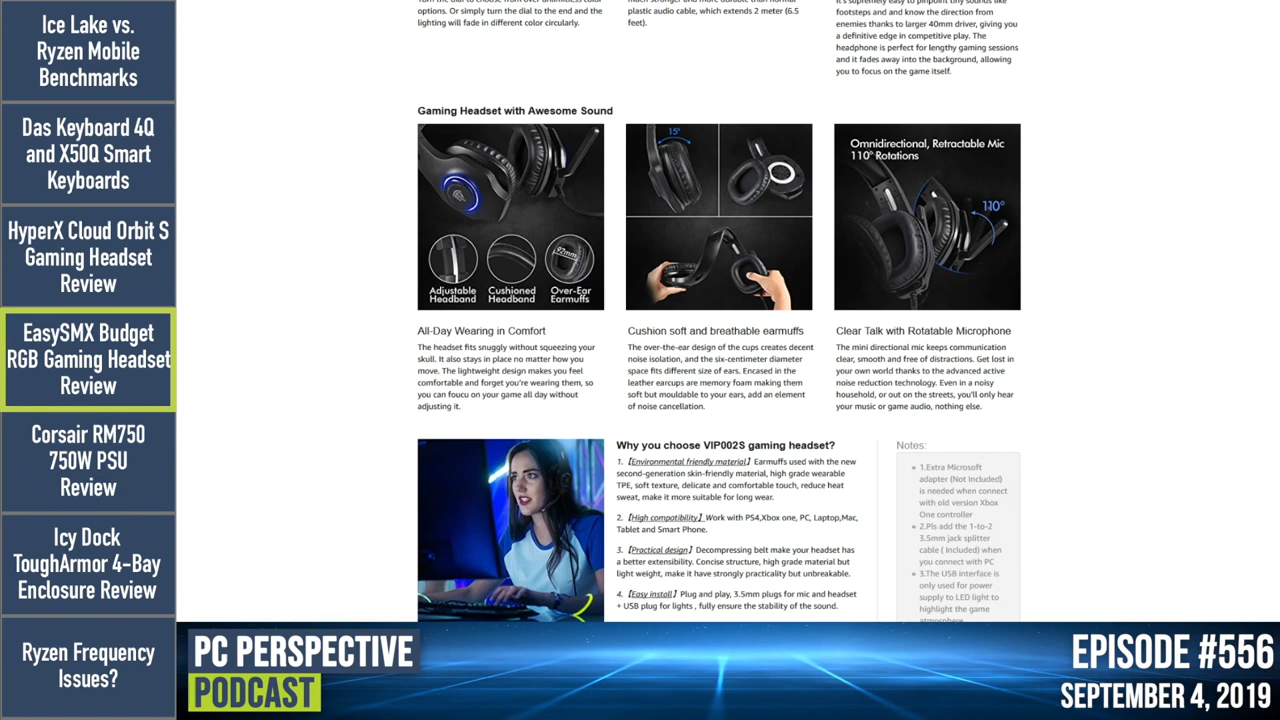 Ice Lake vs.
Ryzen Mobile
Benchmarks
Das Keyboard 4Q
and X50Q Smart
Keyboards
HyperX Cloud Orbit S
Gaming Headset
Review
EasySMX Budget
RGB Gaming Headset
Review
Corsair RM750
750W PSU
Review
Icy Dock
Tougharmor 4-Bay
Enclosure Review
Ryzen Frequency
Issues?
options. Or simply turn the dial to the end and the
lighting will fade in different color circularly.
plastic audio cable, which extends 2 meter (6.5
feet).
footsteps and and know the direction from
enemies thanks to larger 40mm driver, giving you
a definitive edge in competitive play. The
headphone is perfect for lengthy gaming sessions
and it fades away into the background, allowing
you to focus on the game itself.
Gaming Headset with Awesome Sound
92mm
Adjustable
Headband
Cushioned
Headband
Over-Ear
Earmuffs
15°
Omnidirectional, Retractable Mic
110° Rotations
110°
All-Day Wearing in Comfort
The headset fits snuggly without squeezing your
skull. It also stays in place no matter how you
move. The lightweight design makes you feel
comfortable and forget you're wearing them, so
you can foucu on your game all day without
adjusting it.
Cushion soft and breathable earmuffs
The over-the-ear design of the cups creates decent
noise isolation, and the six-centimeter diameter
space fits different size of ears. Encased in the
leather earcups are memory foam making them
soft but mouldable to your ears, add an element
of noise cancellation.
Clear Talk with Rotatable Microphone
The mini directional mic keeps communication
clear, smooth and free of distractions. Get lost in
your own world thanks to the advanced active
noise reduction technology. Even in a noisy
household, or out on the streets, you'll only hear
your music or game audio, nothing else.
Why you choose VIP002S gaming headset?
1. 【Environmental friendly material】Earmuffs used with the new
second-generation skin-friendly material, high grade wearable
TPE, soft texture, delicate and comfortable touch, reduce heat
sweat, make it more suitable for long wear.
2. 【High compatibility】Work with PS4,Xbox one, PC, Laptop,Mac,
Tablet and Smart Phone.
3. 【Practical design】Decompressing belt make your headset has
a better extensibility. Concise structure, high grade material but
light weight, make it have strongly practicality but unbreakable.
4. 【Easy install】Plug and play, 3.5mm plugs for mic and headset
+ USB plug for lights , fully ensure the stability of the sound.
Notes:
1.Extra Microsoft
adapter (Not Included)
is needed when connect
with old version Xbox
One controller
2.Pls add the 1-to-2
3.5mm jack splitter
cable ( Included) when
you connect with PC
3.The USB interface is
only used for power
supply to LED light to
highlight the game
atmosphere
PC PERSPECTIVE
PODCAST
EPISODE #556
SEPTEMBER 4, 2019